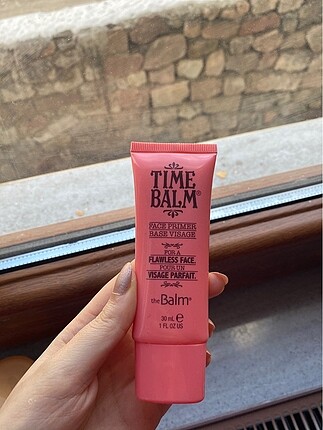 TIME
BALM®
FACE PRIMER
BASE VISAGE
FOR A
FLAWLESS FACE.
POUR UN
VISAGE PARFAIT.
theBalm®
30 mL e
1 FL OZ US